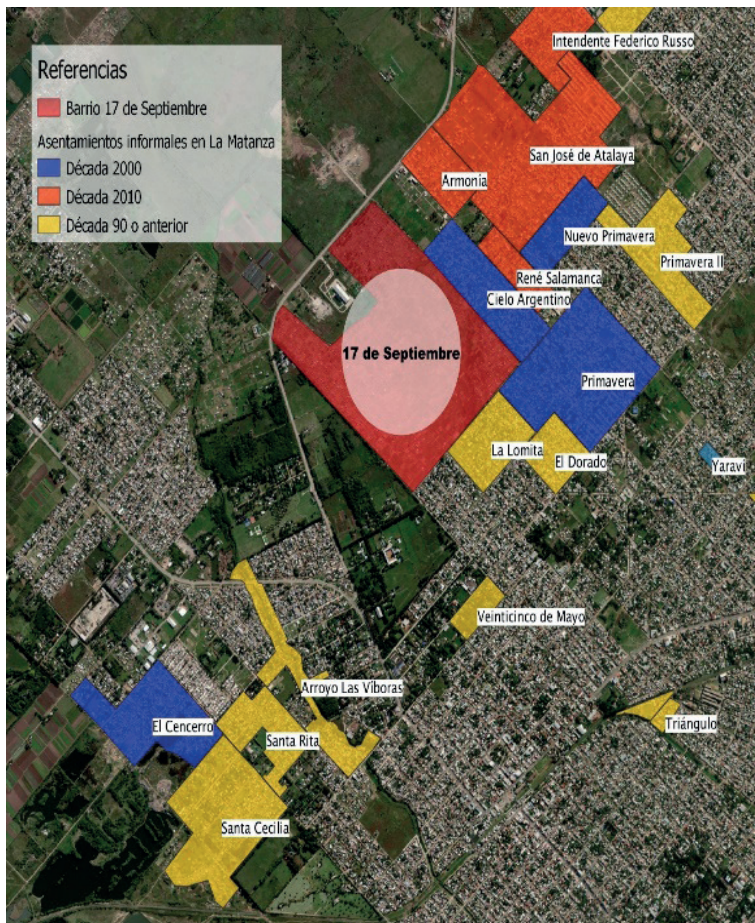 Referencias
Barrio 17 de Septiembre
Asentamientos informales en La Matanza
Década 2000
Década 2010
Década 90 o anterior
Intendente Federico Russo
San José de Atalaya
Armonía
Nuevo Primavera
Primavera II
René Salamanca
Cielo Argentino
17 de Septiembre
Primavera
La Lomita
El Dorado
Yaraví
Veinticinco de Mayo
Arroyo Las Víboras
El Cencerro
Santa Rita
Triángulo
Santa Cecilia